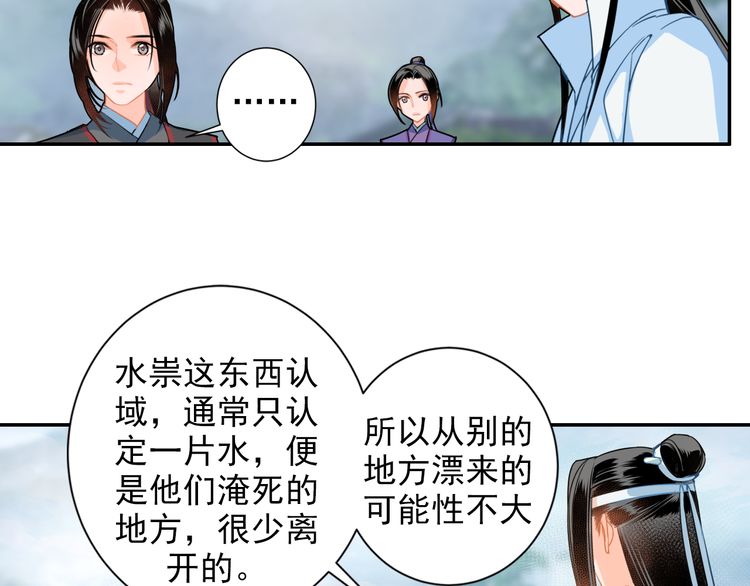 ……
水祟这东西认
域，通常只认
定一片水，便
是他们淹死的
地方，很少离
开的。
所以从别的
地方漂来的
可能性不大